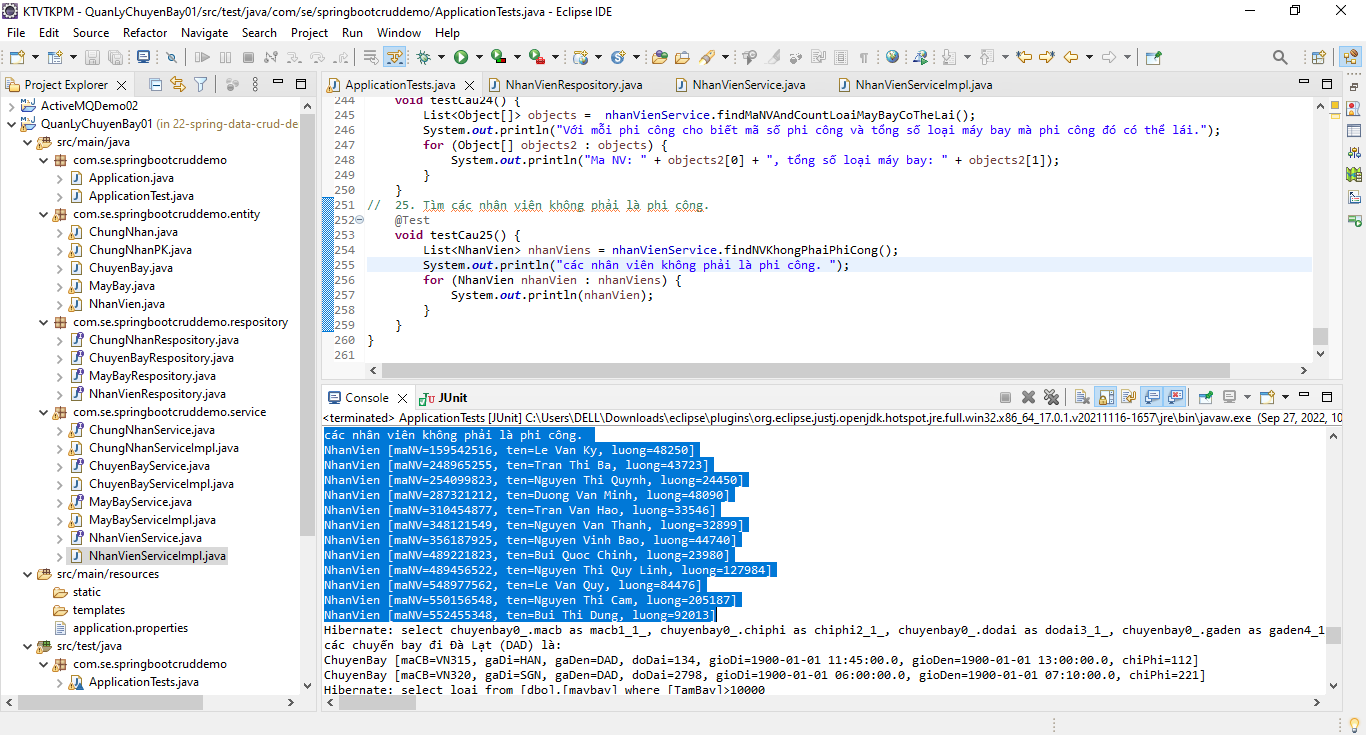 KTVTKPM - QuanLyChuyenBay01/src/test/java/com/se/springbootcruddemo/ApplicationTests.java - Eclipse IDE
File Edit Source Refactor Navigate Search Project Run Window Help
Project Explorer
ActiveMQDemo02
QuanLyChuyenBay01 (in 22-spring-data-crud-de
src/main/java
com.se.springbootcruddemo
Application.java
ApplicationTest.java
com.se.springbootcruddemo.entity
ChungNhan.java
ChungNhanPK.java
ChuyenBay.java
MayBay.java
NhanVien.java
com.se.springbootcruddemo.respository
ChungNhanRespository.java
ChuyenBayRespository.java
MayBayRespository.java
NhanVienRespository.java
com.se.springbootcruddemo.service
ChungNhanService.java
ChungNhanServiceImpl.java
ChuyenBayService.java
ChuyenBayServiceImpl.java
MayBayService.java
MayBayServiceImpl.java
NhanVienService.java
NhanVienServiceImpl.java
src/main/resources
static
templates
application.properties
src/test/java
com.se.springbootcruddemo
ApplicationTests.java
ApplicationTests.java NhanVienRespository.java NhanVienService.java NhanVienServiceImpl.java
244 void testCau24() {
245 List<Object[]> objects = nhanVienService.findMaNVAndCountLoaiMayBayCoTheLai();
246 System.out.println("Với mỗi phi công cho biết mã số phi công và tổng số loại máy bay mà phi công đó có thể lái.");
247 for (Object[] objects2 : objects) {
248 System.out.println("Ma NV: " + objects2[0] + ", tổng số loại máy bay: " + objects2[1]);
249 }
250 }
251 // 25. Tìm các nhân viên không phải là phi công.
252 @Test
253 void testCau25() {
254 List<NhanVien> nhanViens = nhanVienService.findNVKhongPhaiPhiCong();
255 System.out.println("các nhân viên không phải là phi công. ");
256 for (NhanVien nhanVien : nhanViens) {
257 System.out.println(nhanVien);
258 }
259 }
260 }
261
Console JUnit
<terminated> ApplicationTests [JUnit] C:\Users\DELL\Downloads\eclipse\plugins\org.eclipse.justj.openjdk.hotspot.jre.full.win32.x86_64_17.0.1.v20211116-1657\jre\bin\javaw.exe (Sep 27, 2022, 10
các nhân viên không phải là phi công.
NhanVien [maNV=159542516, ten=Le Van Ky, luong=48250]
NhanVien [maNV=248965255, ten=Tran Thi Ba, luong=43723]
NhanVien [maNV=254099823, ten=Nguyen Thi Quynh, luong=24450]
NhanVien [maNV=287321212, ten=Duong Van Minh, luong=48090]
NhanVien [maNV=310454877, ten=Tran Van Hao, luong=33546]
NhanVien [maNV=348121549, ten=Nguyen Van Thanh, luong=32899]
NhanVien [maNV=356187925, ten=Nguyen Vinh Bao, luong=44740]
NhanVien [maNV=489221823, ten=Bui Quoc Chinh, luong=23980]
NhanVien [maNV=489456522, ten=Nguyen Thi Quy Linh, luong=127984]
NhanVien [maNV=548977562, ten=Le Van Quy, luong=84476]
NhanVien [maNV=550156548, ten=Nguyen Thi Cam, luong=205187]
NhanVien [maNV=552455348, ten=Bui Thi Dung, luong=92013]
Hibernate: select chuyenbay0_.macb as macb1_1_, chuyenbay0_.chiphi as chiphi2_1_, chuyenbay0_.dodai as dodai3_1_, chuyenbay0_.gaden as gaden4_1
các chuyến bay đi Đà Lạt (DAD) là:
ChuyenBay [maCB=VN315, gaDi=HAN, gaDen=DAD, doDai=134, gioDi=1900-01-01 11:45:00.0, gioDen=1900-01-01 13:00:00.0, chiPhi=112]
ChuyenBay [maCB=VN320, gaDi=SGN, gaDen=DAD, doDai=2798, gioDi=1900-01-01 06:00:00.0, gioDen=1900-01-01 07:10:00.0, chiPhi=221]
Hibernate: select loai from [dbo].[maybay] where [TamBay]>10000